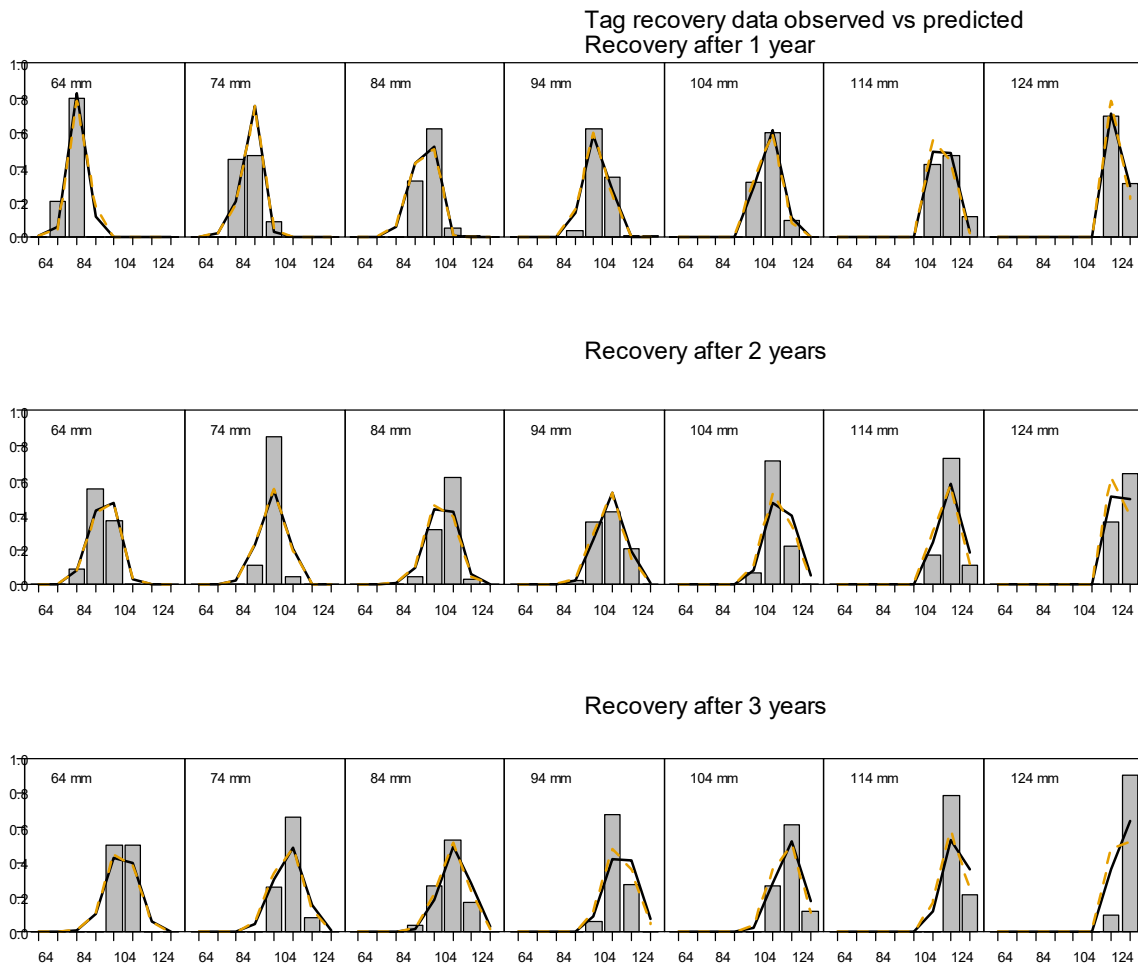 Tag recovery data observed vs predicted
Recovery after 1 year
1.0
0.8
0.6
0.4
0.2
0.0
64 mm
74 mm
84 mm
94 mm
104 mm
114 mm
124 mm
64 84 104 124 64 84 104 124 64 84 104 124 64 84 104 124 64 84 104 124 64 84 104 124 64 84 104 124
Recovery after 2 years
1.0
0.8
0.6
0.4
0.2
0.0
64 mm
74 mm
84 mm
94 mm
104 mm
114 mm
124 mm
64 84 104 124 64 84 104 124 64 84 104 124 64 84 104 124 64 84 104 124 64 84 104 124 64 84 104 124
Recovery after 3 years
1.0
0.8
0.6
0.4
0.2
0.0
64 mm
74 mm
84 mm
94 mm
104 mm
114 mm
124 mm
64 84 104 124 64 84 104 124 64 84 104 124 64 84 104 124 64 84 104 124 64 84 104 124 64 84 104 124